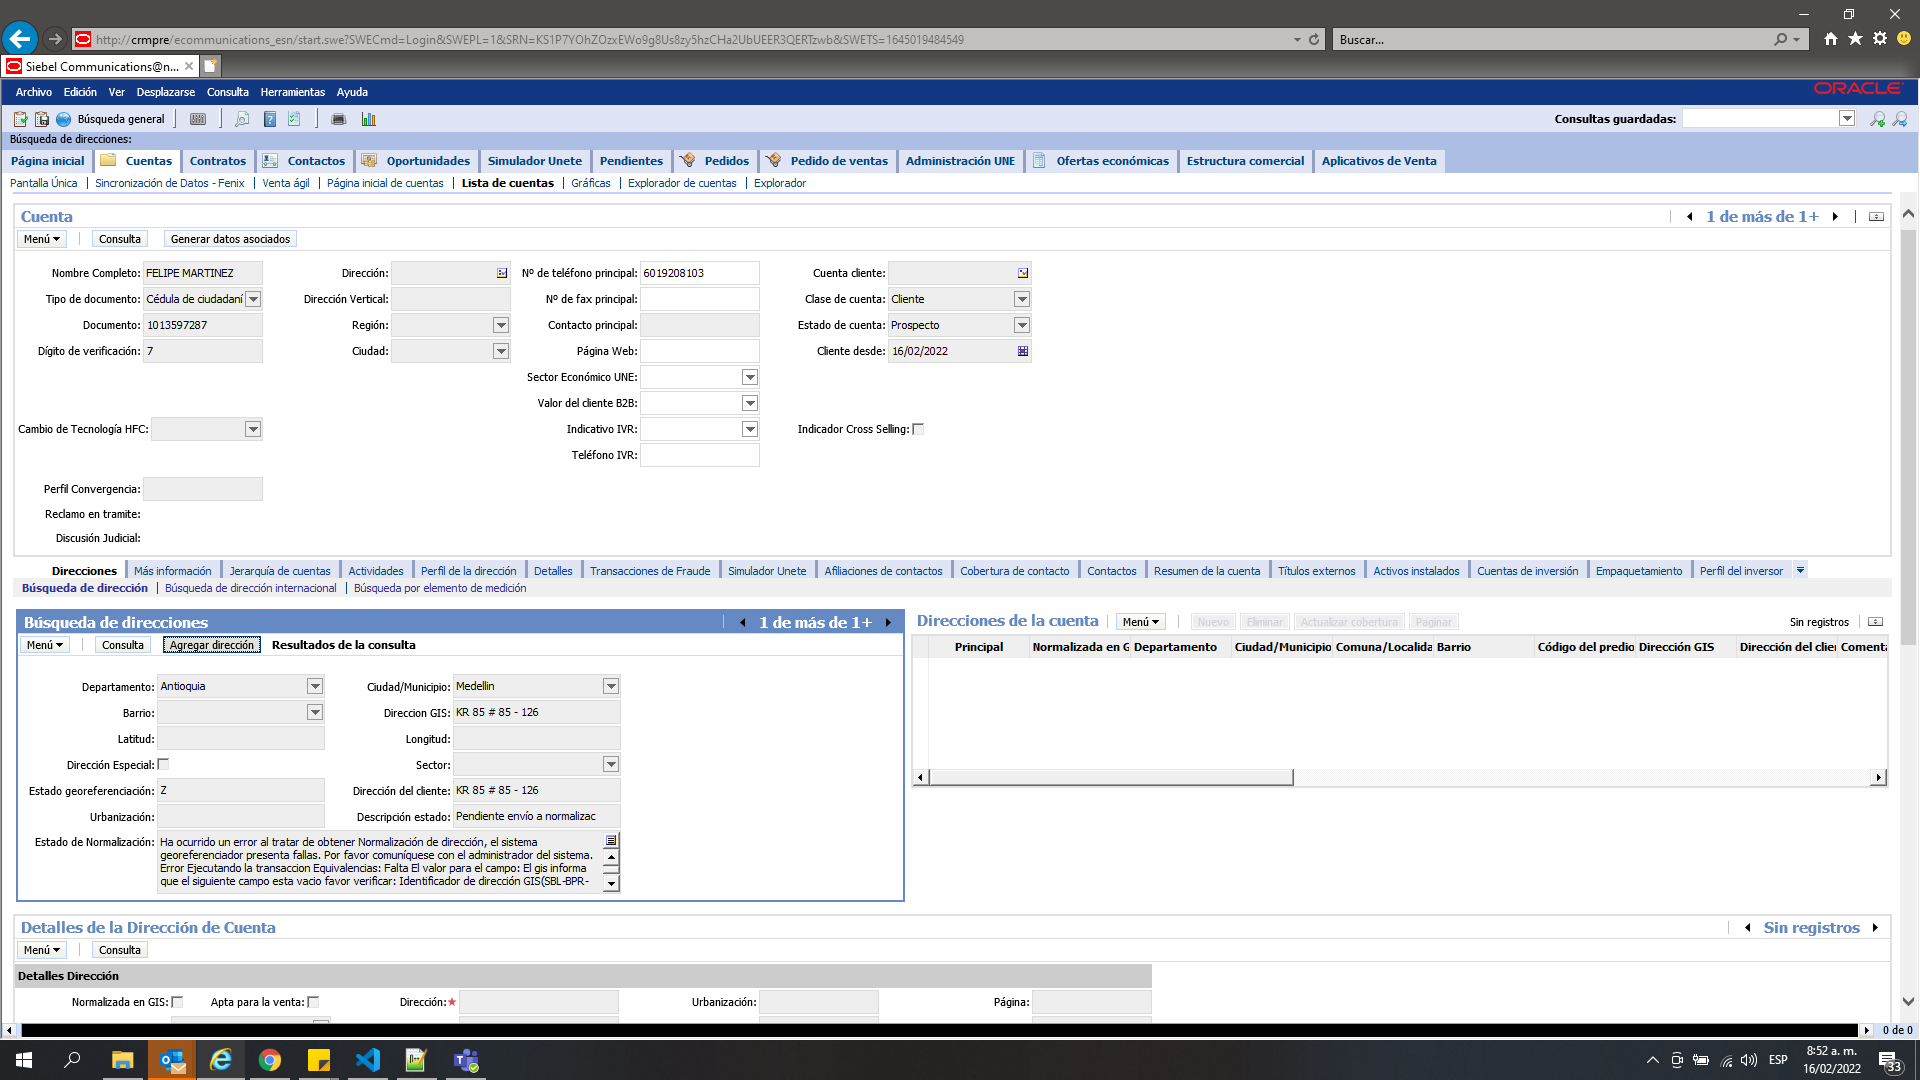 http://crmpre/ecommunications_esn/start.swe?SWECmd=Login&SWEPL=1&SRN=KS1P7YOhZOzxEWo9g8Us8zy5hzCHa2UbUEER3QERTzwb&SWETS=1645019484549
Buscar...
Siebel Communications@n...
Archivo Edición Ver Desplazarse Consulta Herramientas Ayuda
ORACLE
Búsqueda general
Consultas guardadas:
Búsqueda de direcciones:
Página inicial Cuentas Contratos Contactos Oportunidades Simulador Unete Pendientes Pedidos Pedido de ventas Administración UNE Ofertas económicas Estructura comercial Aplicativos de Venta
Pantalla Única Sincronización de Datos - Fenix Venta ágil Página inicial de cuentas Lista de cuentas Gráficas Explorador de cuentas Explorador
Cuenta
1 de más de 1+
Menú Consulta Generar datos asociados
Nombre Completo: FELIPE MARTINEZ Dirección: Nº de teléfono principal: 6019208103 Cuenta cliente:
Tipo de documento: Cédula de ciudadaní Dirección Vertical: Nº de fax principal: Clase de cuenta: Cliente
Documento: 1013597287 Región: Contacto principal: Estado de cuenta: Prospecto
Dígito de verificación: 7 Ciudad: Página Web: Cliente desde: 16/02/2022
Sector Económico UNE:
Valor del cliente B2B:
Cambio de Tecnología HFC: Indicativo IVR: Indicador Cross Selling:
Teléfono IVR:
Perfil Convergencia:
Reclamo en tramite:
Discusión Judicial:
Direcciones Más información Jerarquía de cuentas Actividades Perfil de la dirección Detalles Transacciones de Fraude Simulador Unete Afiliaciones de contactos Cobertura de contacto Contactos Resumen de la cuenta Títulos externos Activos instalados Cuentas de inversión Empaquetamiento Perfil del inversor
Búsqueda de dirección Búsqueda de dirección internacional Búsqueda por elemento de medición
Búsqueda de direcciones
1 de más de 1+
Menú Consulta Agregar dirección Resultados de la consulta
Departamento: Antioquia Ciudad/Municipio: Medellin
Barrio: Direccion GIS: KR 85 # 85 - 126
Latitud: Longitud:
Dirección Especial: Sector:
Estado georeferenciación: Z Dirección del cliente: KR 85 # 85 - 126
Urbanización: Descripción estado: Pendiente envío a normalizac
Estado de Normalización: Ha ocurrido un error al tratar de obtener Normalización de dirección, el sistema
georeferenciador presenta fallas. Por favor comuníquese con el administrador del sistema.
Error Ejecutando la transaccion Equivalencias: Falta El valor para el campo: El gis informa
que el siguiente campo esta vacio favor verificar: Identificador de dirección GIS(SBL-BPR-
Direcciones de la cuenta Menú Nuevo Eliminar Actualizar cobertura Paginar Sin registros
Principal Normalizada en G Departamento Ciudad/Municipio Comuna/Localida Barrio Código del predio Dirección GIS Dirección del clien Comenta
Detalles de la Dirección de Cuenta
Sin registros
Menú Consulta
Detalles Dirección
Normalizada en GIS: Apta para la venta: Dirección:★ Urbanización: Página:
0 de 0
ESP
8:52 a. m.
16/02/2022
33